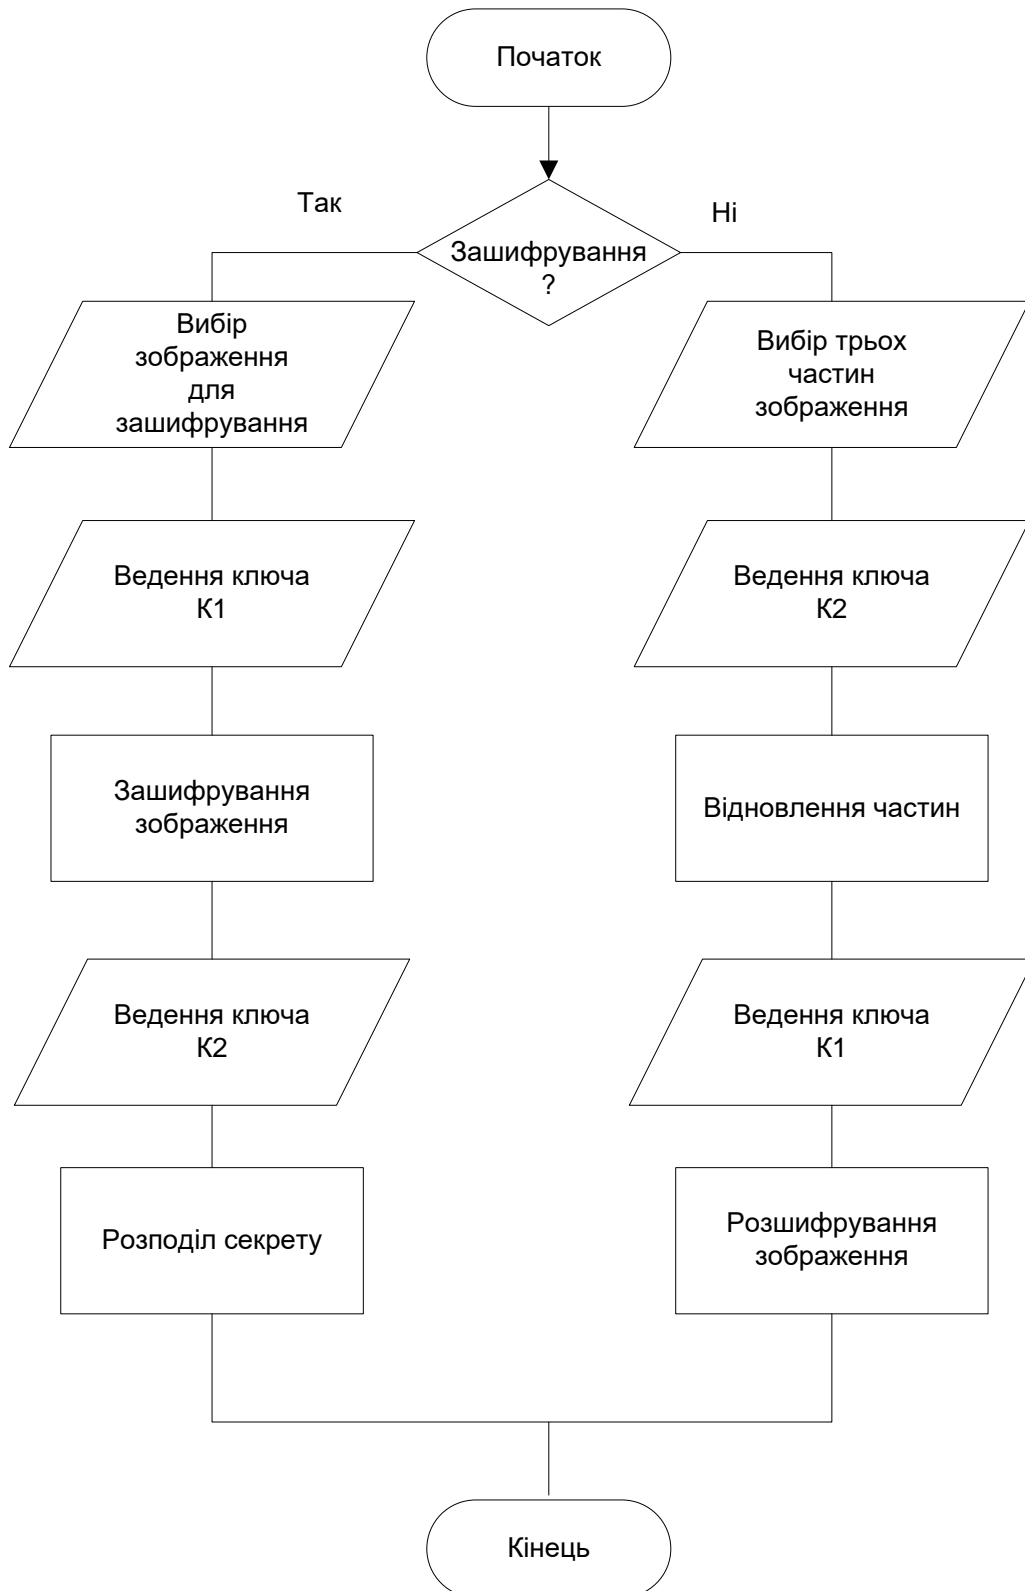 Початок
Так
Ні
Зашифрування
?
Вибір
зображення
для
зашифрування
Вибір трьох
частин
зображення
Ведення ключа
К1
Ведення ключа
К2
Зашифрування
зображення
Відновлення частин
Ведення ключа
К2
Ведення ключа
К1
Розподіл секрету
Розшифрування
зображення
Кінець